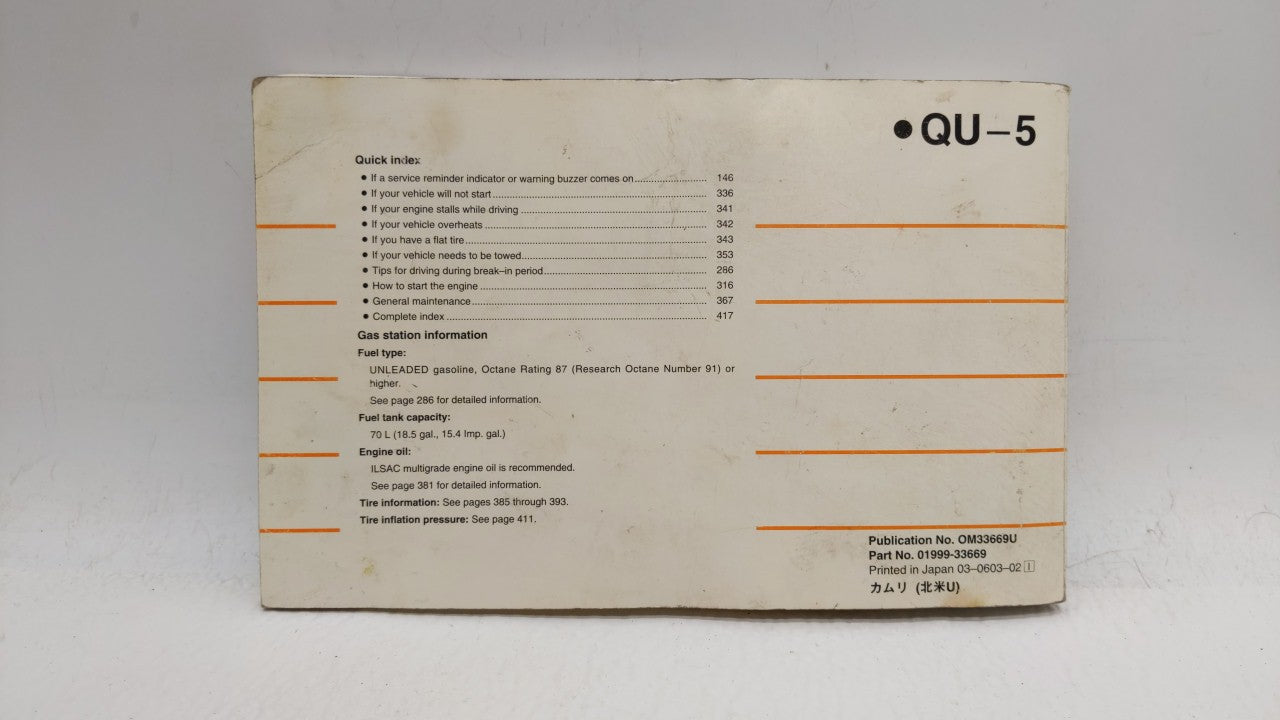 ● QU–5
Quick index
● If a service reminder indicator or warning buzzer comes on........................ 146
● If your vehicle will not start........................ 336
● If your engine stalls while driving........................ 341
● If your vehicle overheats........................ 342
● If you have a flat tire........................ 343
● If your vehicle needs to be towed........................ 353
● Tips for driving during break–in period........................ 286
● How to start the engine........................ 316
● General maintenance........................ 367
● Complete index........................ 417
Gas station information
Fuel type:
UNLEADED gasoline, Octane Rating 87 (Research Octane Number 91) or
higher.
See page 286 for detailed information.
Fuel tank capacity:
70 L (18.5 gal., 15.4 Imp. gal.)
Engine oil:
ILSAC multigrade engine oil is recommended.
See page 381 for detailed information.
Tire information: See pages 385 through 393.
Tire inflation pressure: See page 411.
Publication No. OM33669U
Part No. 01999-33669
Printed in Japan 03–0603–02 I
カムリ (北米U)